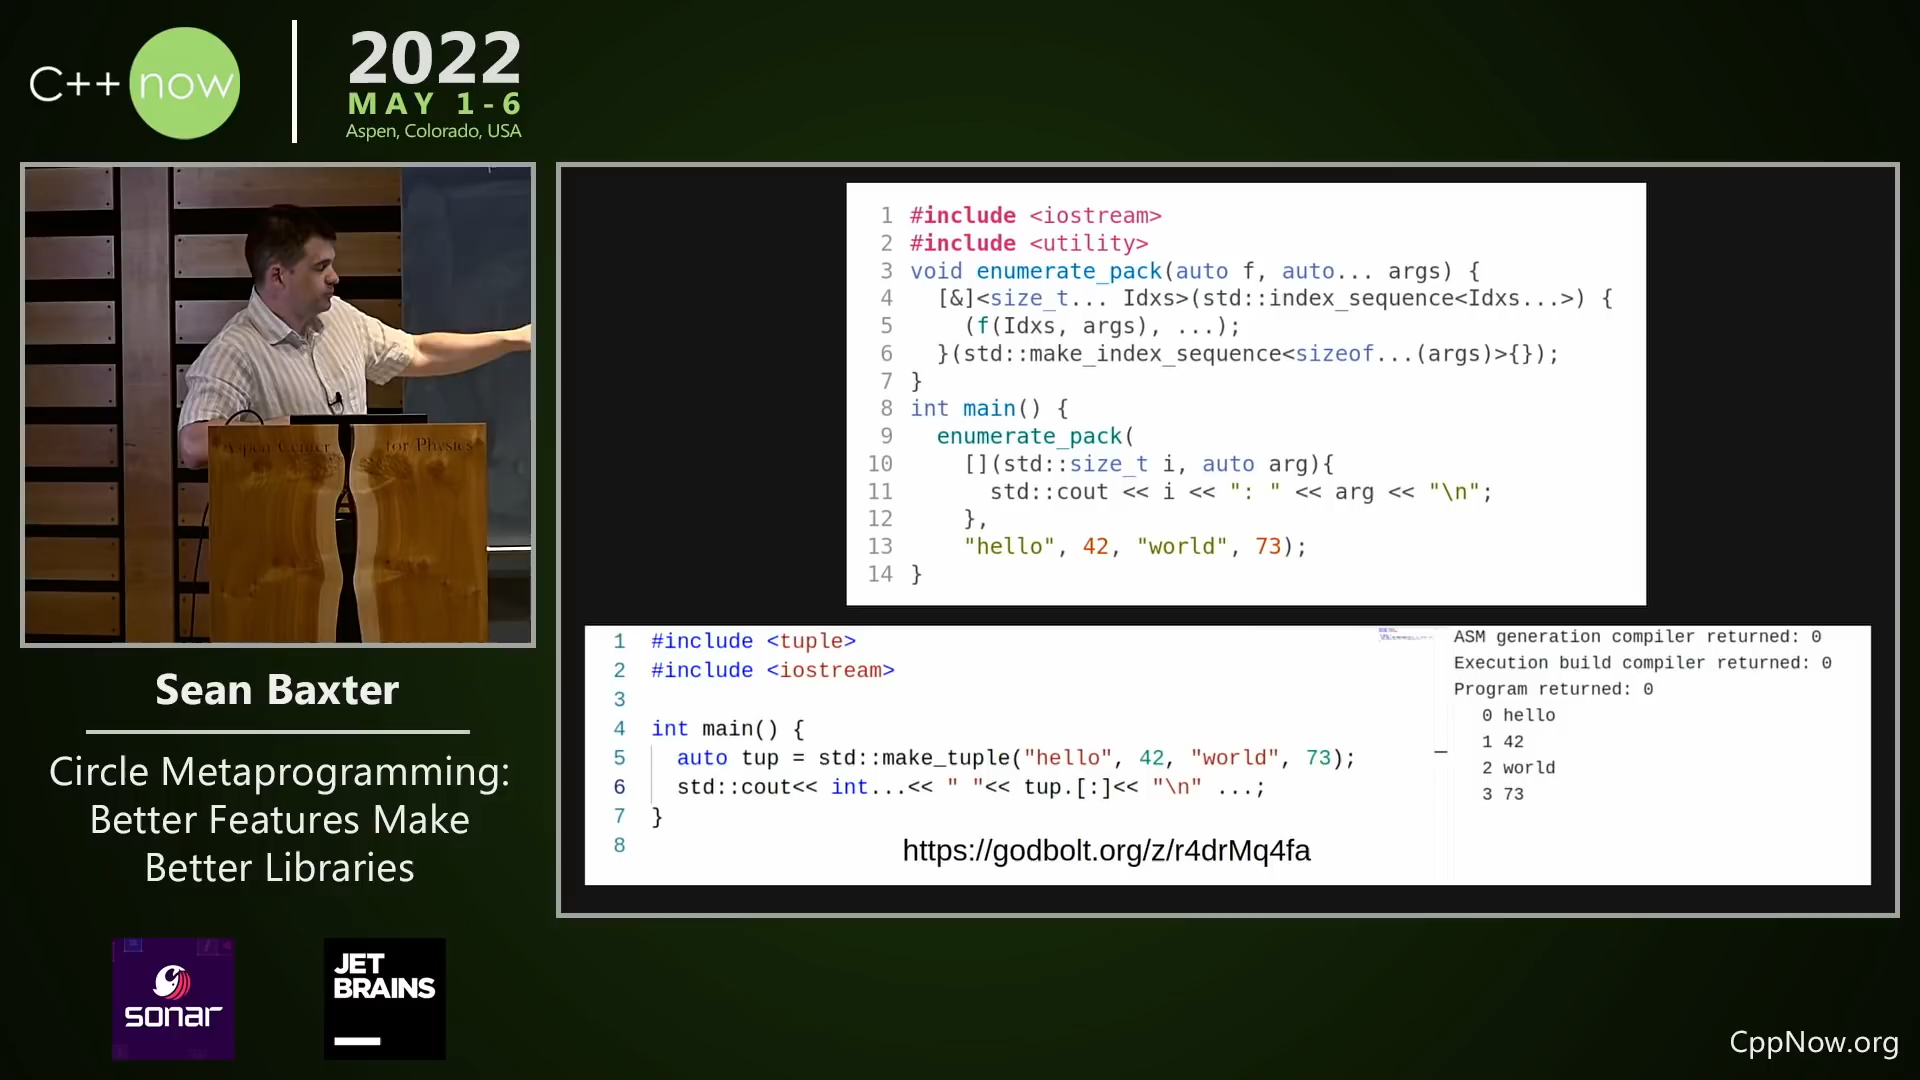 C++ now
2022
MAY 1-6
Aspen, Colorado, USA
Aspen Center for Physics
Sean Baxter
Circle Metaprogramming:
Better Features Make
Better Libraries
sonar
JET
BRAINS
1 #include <iostream>
2 #include <utility>
3 void enumerate_pack(auto f, auto... args) {
4 [&]<size_t... Idxs>(std::index_sequence<Idxs...>) {
5 (f(Idxs, args), ...);
6 }(std::make_index_sequence<sizeof...(args)>{});
7 }
8 int main() {
9 enumerate_pack(
10 [](std::size_t i, auto arg){
11 std::cout << i << ": " << arg << "\n";
12 },
13 "hello", 42, "world", 73);
14 }
1 #include <tuple>
2 #include <iostream>
3
4 int main() {
5 auto tup = std::make_tuple("hello", 42, "world", 73);
6 std::cout<< int...<< " "<< tup.[:]<< "\n" ...;
7 }
8
https://godbolt.org/z/r4drMq4fa
ASM generation compiler returned: 0
Execution build compiler returned: 0
Program returned: 0
0 hello
1 42
2 world
3 73
CppNow.org